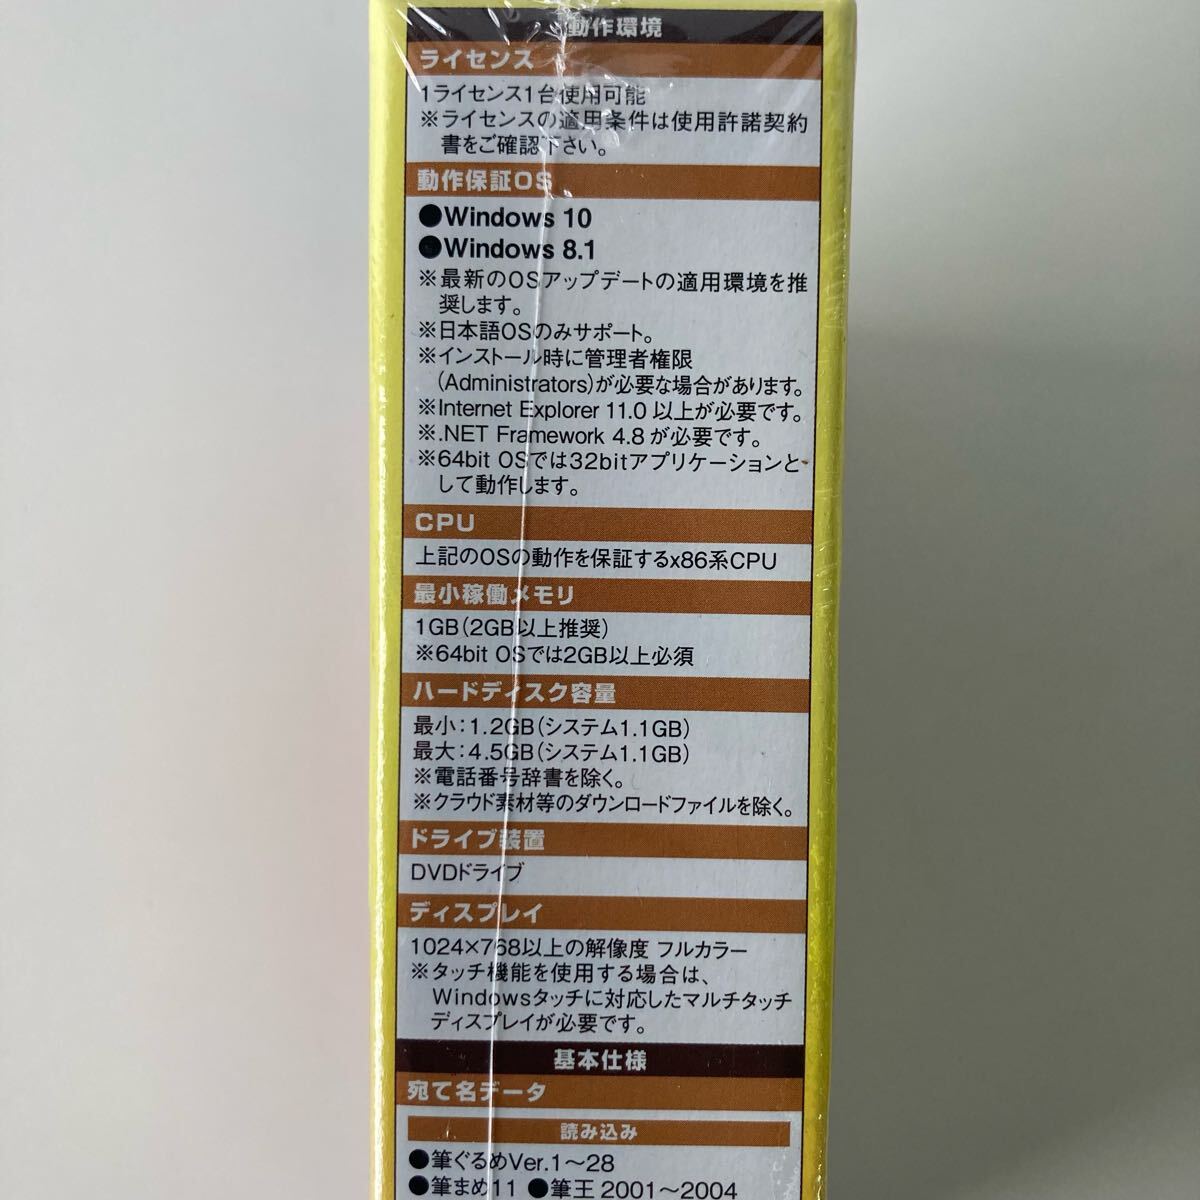 動作環境
ライセンス
1ライセンス1台使用可能
※ライセンスの適用条件は使用許諾契約
書をご確認下さい。
動作保証OS
●Windows 10
●Windows 8.1
※最新のOSアップデートの適用環境を推
奨します。
※日本語OSのみサポート。
※インストール時に管理者権限
(Administrators)が必要な場合があります。
※Internet Explorer 11.0 以上が必要です。
※.NET Framework 4.8 が必要です。
※64bit OSでは32bitアプリケーションと
して動作します。
CPU
上記のOSの動作を保証するx86系CPU
最小稼働メモリ
1GB(2GB以上推奨)
※64bit OSでは2GB以上必須
ハードディスク容量
最小：1.2GB(システム1.1GB)
最大：4.5GB(システム1.1GB)
※電話番号辞書を除く。
※クラウド素材等のダウンロードファイルを除く。
ドライブ装置
DVDドライブ
ディスプレイ
1024×768以上の解像度 フルカラー
※タッチ機能を使用する場合は、
Windowsタッチに対応したマルチタッチ
ディスプレイが必要です。
基本仕様
宛て名データ
読み込み
●筆ぐるめVer.1～28
●筆まめ11 ●筆王 2001～2004